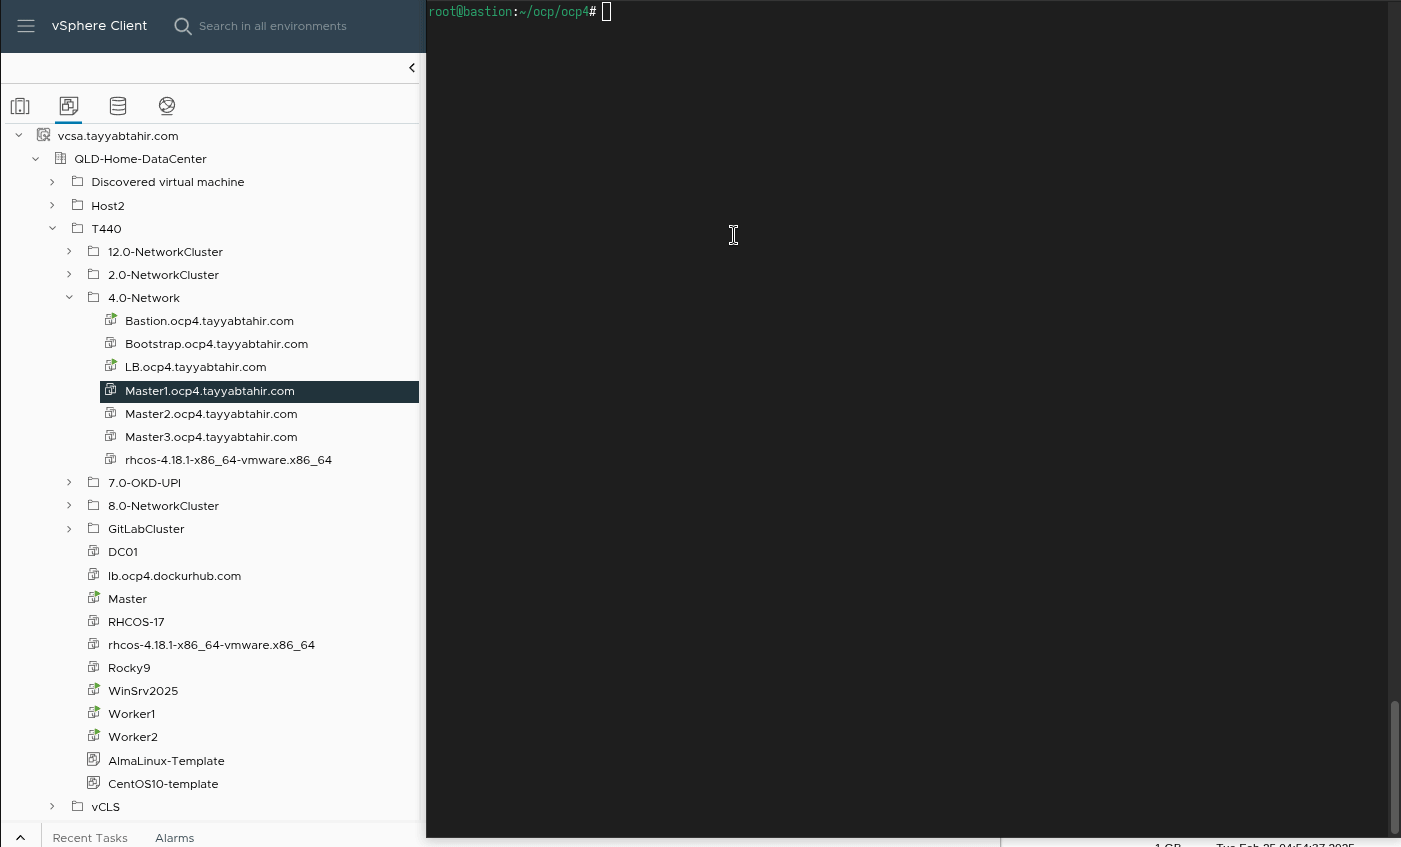 vSphere Client
Search in all environments
root@bastion:~/ocp/ocp4#
vcsa.tayyabtahir.com
QLD-Home-DataCenter
Discovered virtual machine
Host2
T440
12.0-NetworkCluster
2.0-NetworkCluster
4.0-Network
Bastion.ocp4.tayyabtahir.com
Bootstrap.ocp4.tayyabtahir.com
LB.ocp4.tayyabtahir.com
Master1.ocp4.tayyabtahir.com
Master2.ocp4.tayyabtahir.com
Master3.ocp4.tayyabtahir.com
rhcos-4.18.1-x86_64-vmware.x86_64
7.0-OKD-UPI
8.0-NetworkCluster
GitLabCluster
DC01
lb.ocp4.dockurhub.com
Master
RHCOS-17
rhcos-4.18.1-x86_64-vmware.x86_64
Rocky9
WinSrv2025
Worker1
Worker2
AlmaLinux-Template
CentOS10-template
vCLS
Recent Tasks
Alarms